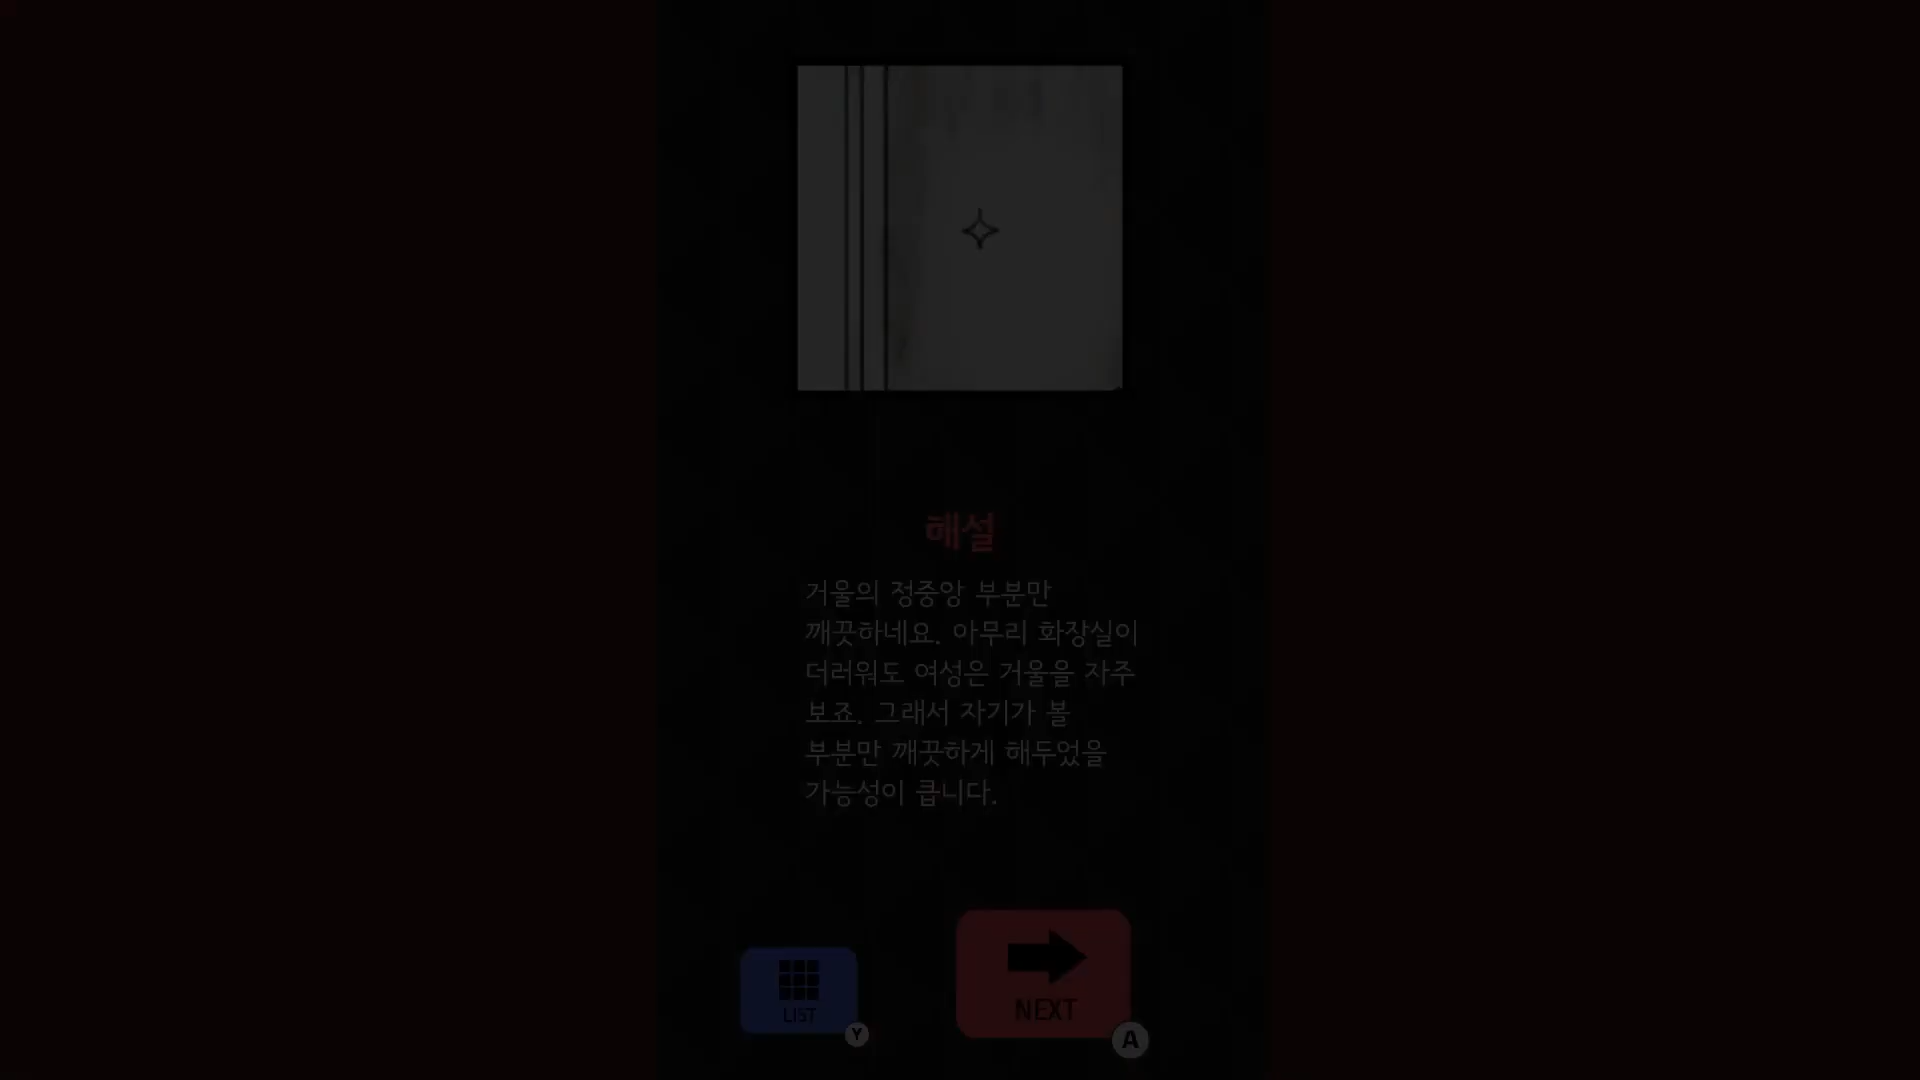 해설
거울의 정중앙 부분만
깨끗하네요. 아무리 화장실이
더러워도 여성은 거울을 자주
보죠. 그래서 자기가 볼
부분만 깨끗하게 해두었을
가능성이 큽니다.
LIST
Y
NEXT
A